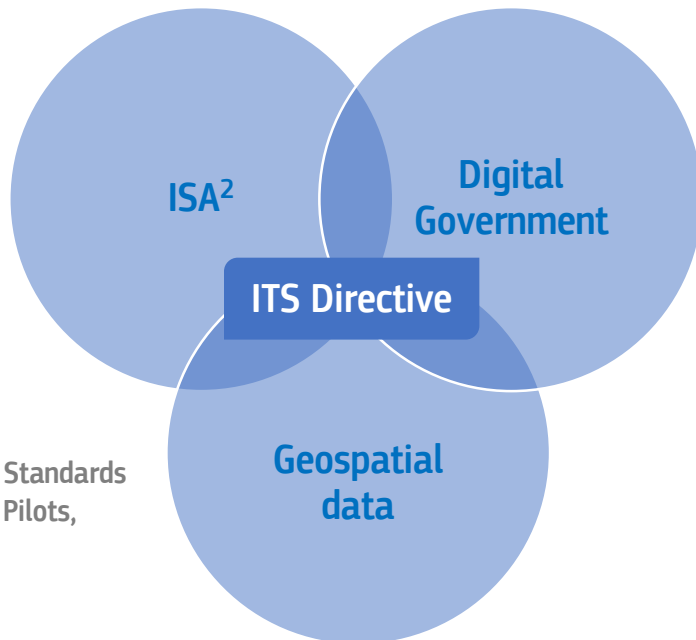 ISA²
Digital
Government
ITS Directive
Geospatial
data
Standards
Pilots,